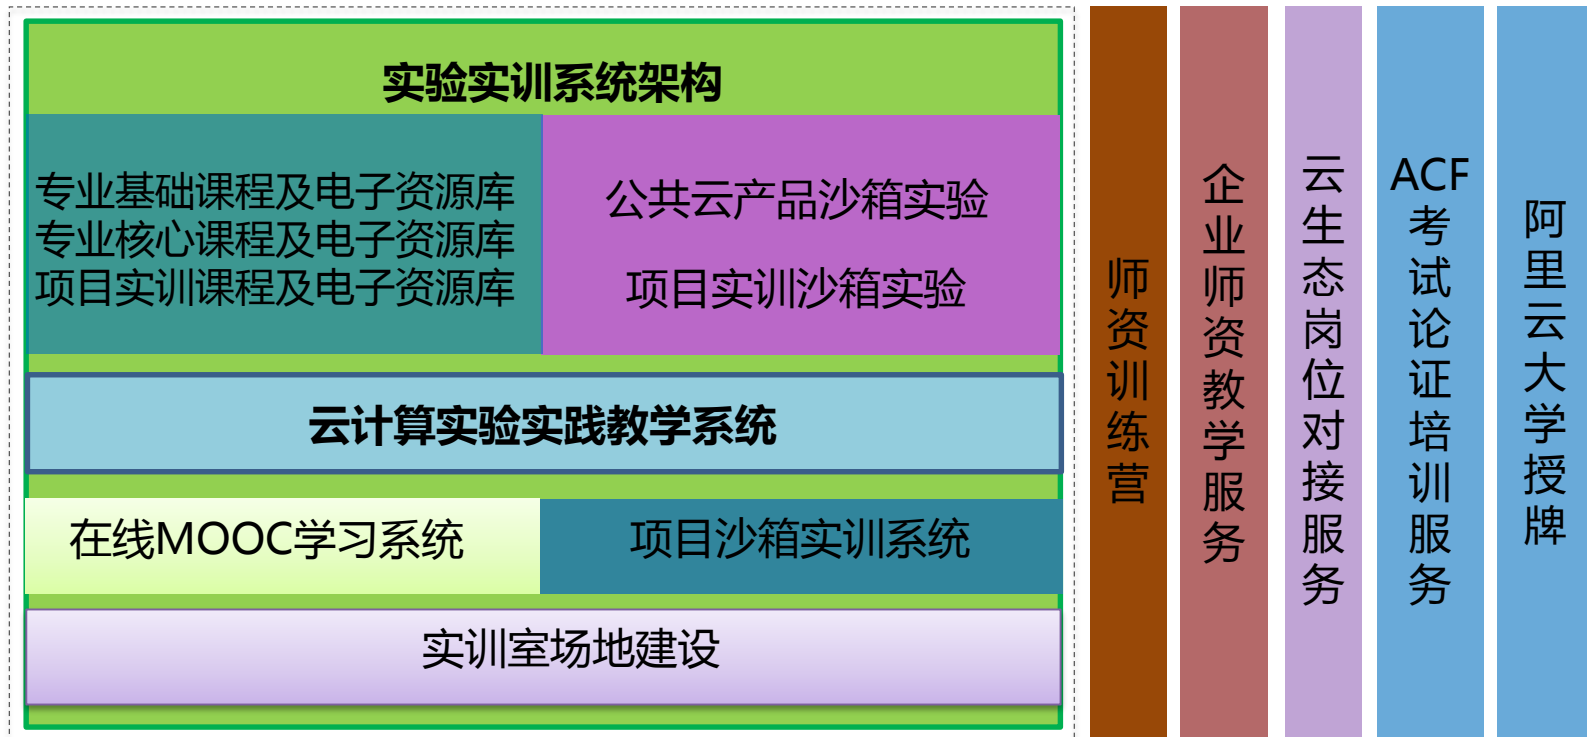 实验实训系统架构
专业基础课程及电子资源库
专业核心课程及电子资源库
项目实训课程及电子资源库
公共云产品沙箱实验
项目实训沙箱实验
云计算实验实践教学系统
在线MOOC学习系统
项目沙箱实训系统
实训室场地建设
师资训练营
企业师资教学服务
云生态岗位对接服务
ACF考试论证培训服务
阿里云大学授牌